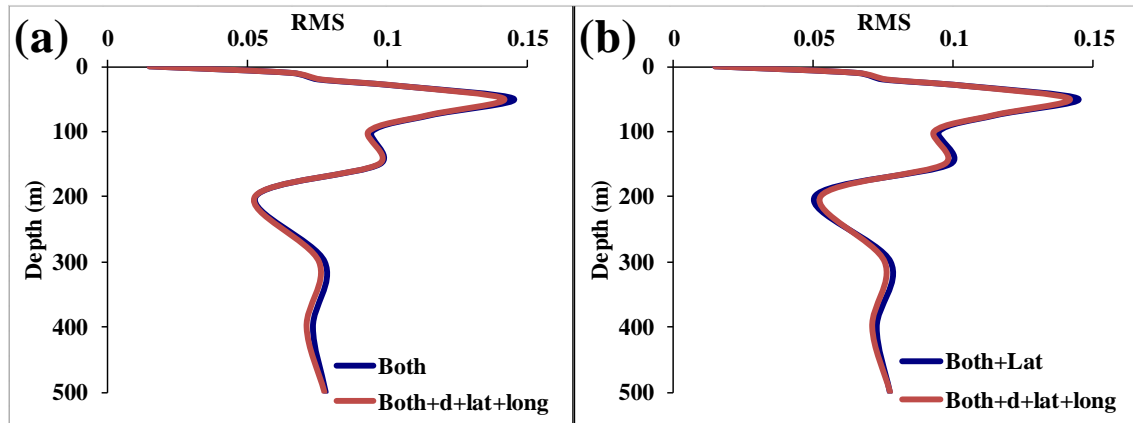 (a)
RMS
0 0.05 0.1 0.15
0
100
200
300
400
500
Depth (m)
Both
Both+d+lat+long
(b)
RMS
0 0.05 0.1 0.15
0
100
200
300
400
500
Depth (m)
Both+Lat
Both+d+lat+long